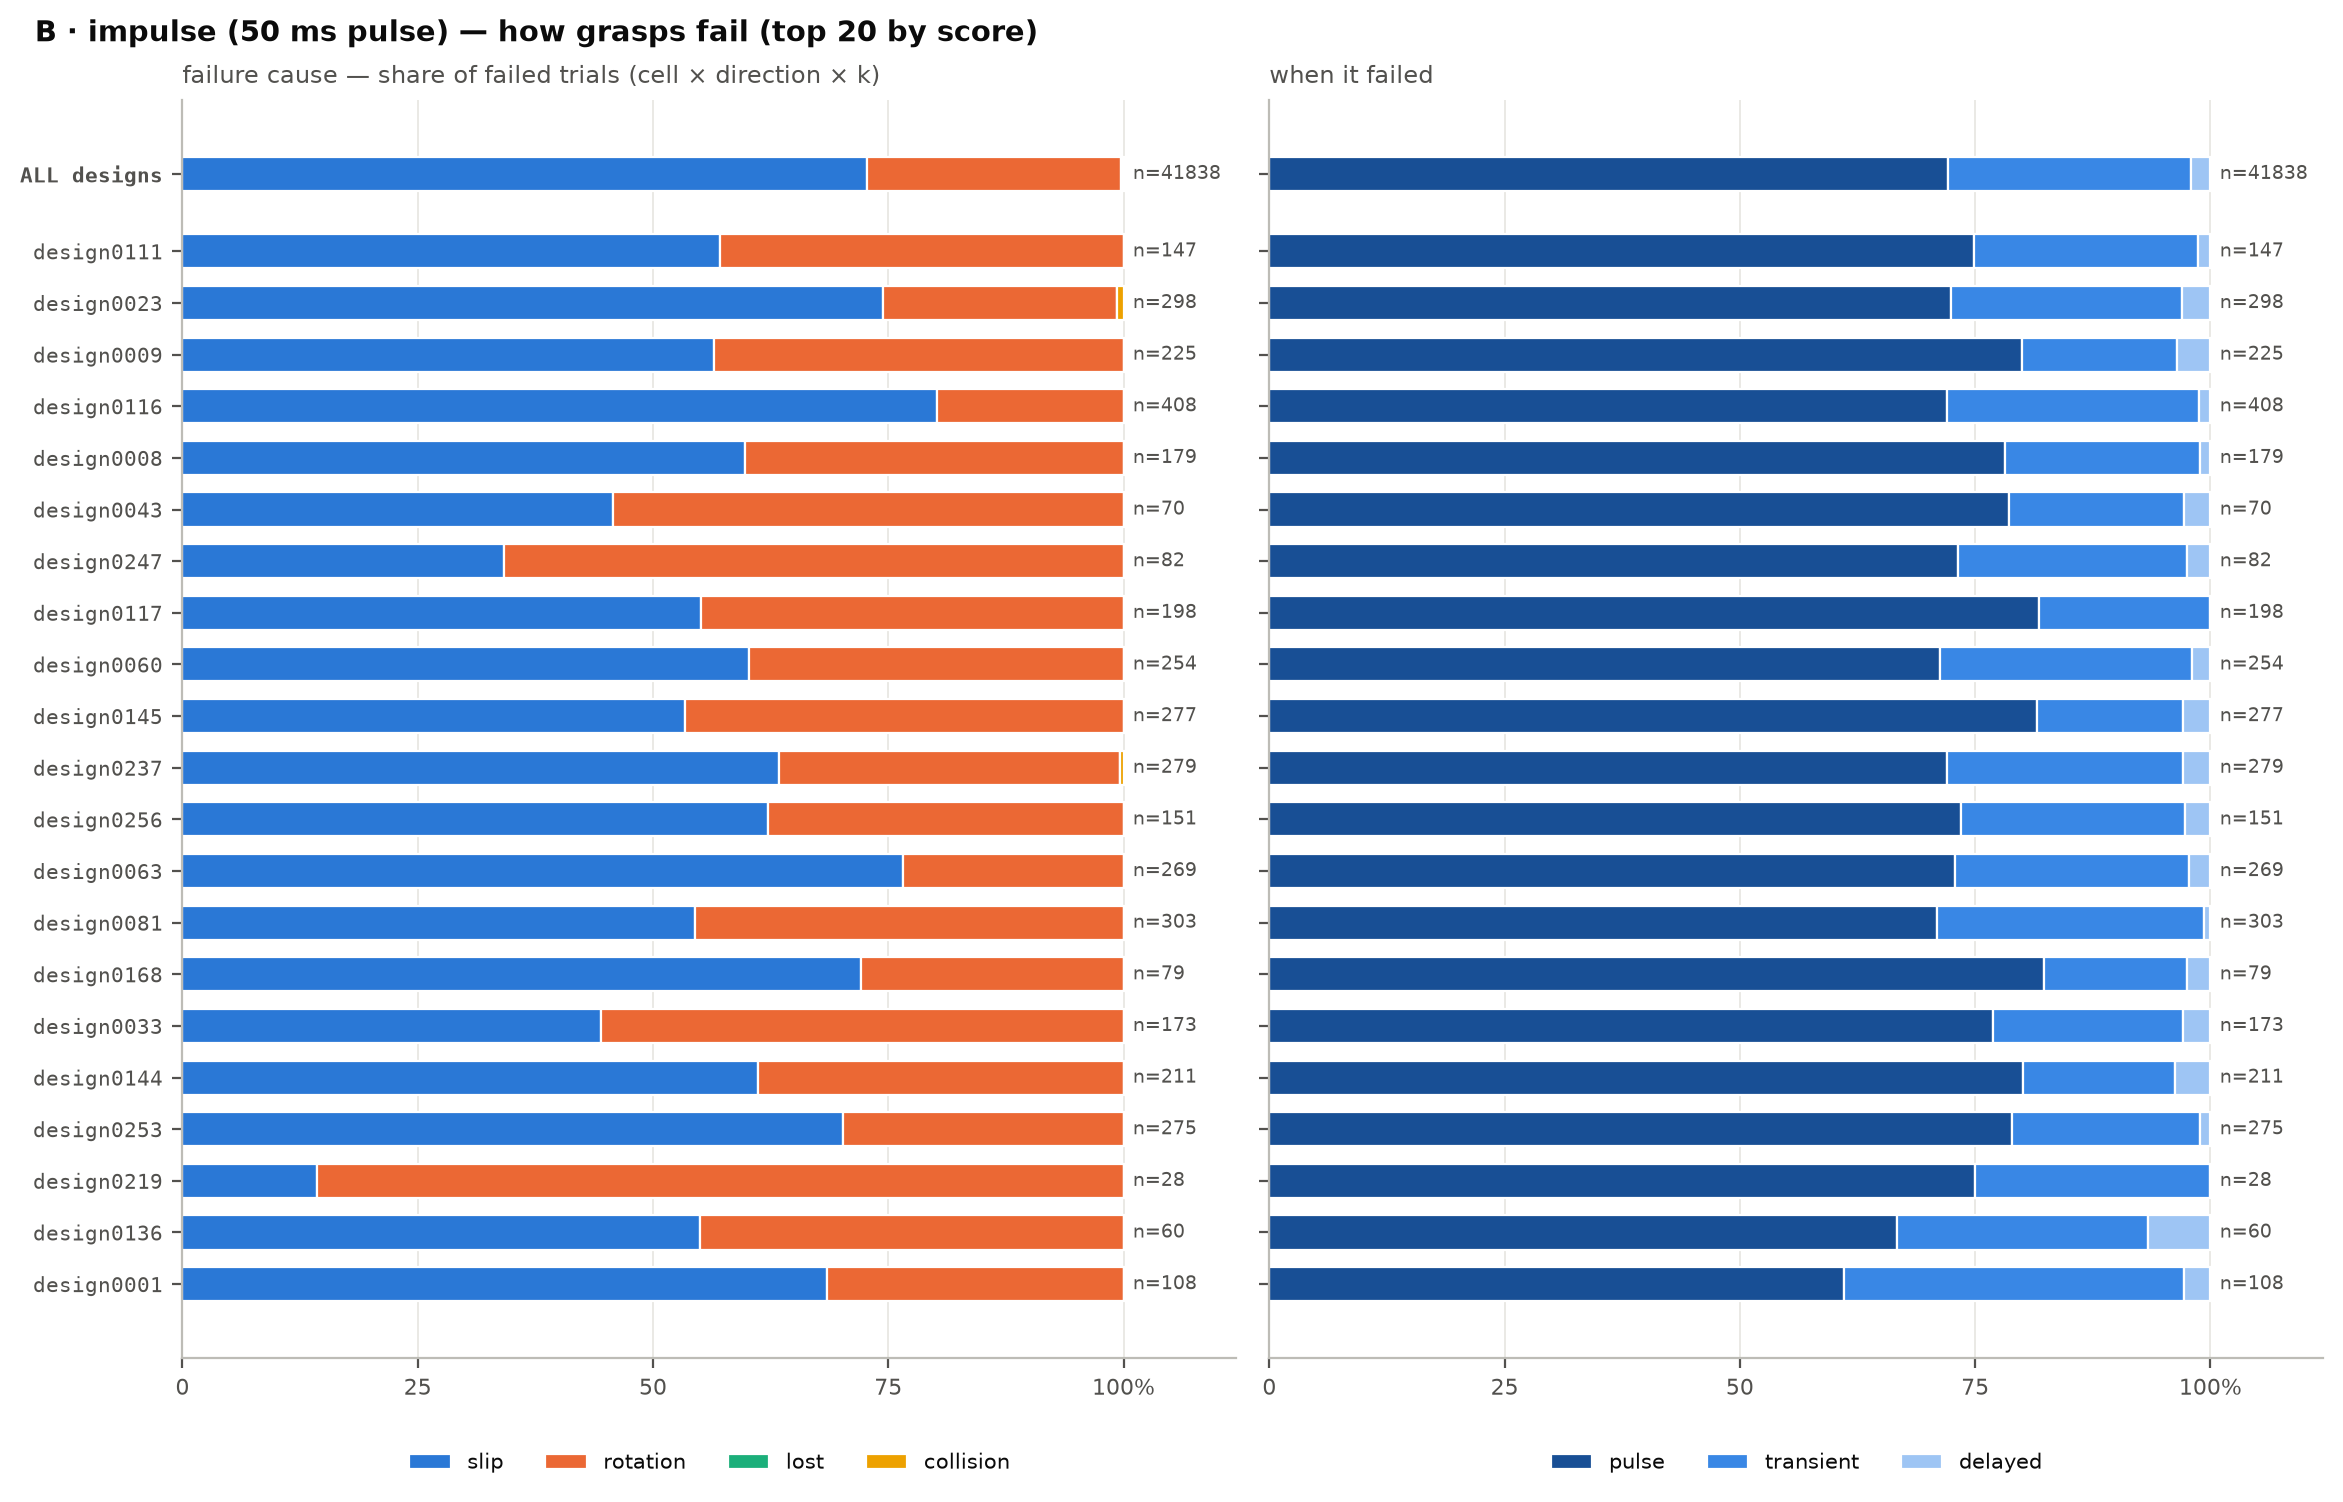 B · impulse (50 ms pulse) — how grasps fail (top 20 by score)
failure cause — share of failed trials (cell × direction × k)
when it failed
ALL designs n=41838 n=41838
design0111 n=147 n=147
design0023 n=298 n=298
design0009 n=225 n=225
design0116 n=408 n=408
design0008 n=179 n=179
design0043 n=70 n=70
design0247 n=82 n=82
design0117 n=198 n=198
design0060 n=254 n=254
design0145 n=277 n=277
design0237 n=279 n=279
design0256 n=151 n=151
design0063 n=269 n=269
design0081 n=303 n=303
design0168 n=79 n=79
design0033 n=173 n=173
design0144 n=211 n=211
design0253 n=275 n=275
design0219 n=28 n=28
design0136 n=60 n=60
design0001 n=108 n=108
0 25 50 75 100% 0 25 50 75 100%
slip rotation lost collision pulse transient delayed